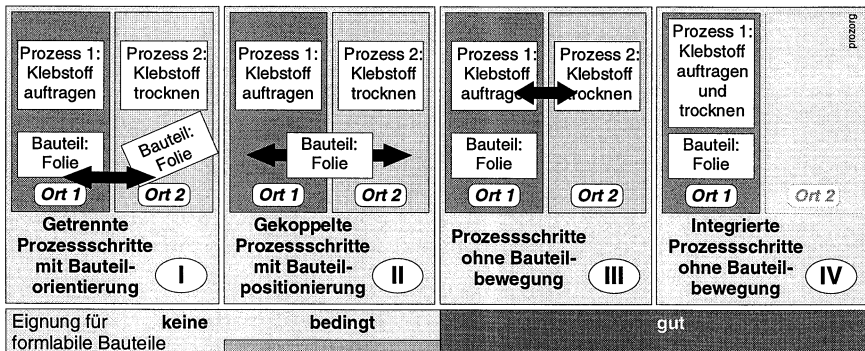 Prozess 1:
Klebstoff
auftragen
Bauteil:
Folie
Ort 1
Prozess 2:
Klebstoff
trocknen
Bauteil:
Folie
Ort 2
Getrennte
Prozessschritte
mit Bauteil-
orientierung
I
Prozess 1:
Klebstoff
auftragen
Prozess 2:
Klebstoff
trocknen
Bauteil:
Folie
Ort 1
Ort 2
Gekoppelte
Prozessschritte
mit Bauteil-
positionierung
II
Prozess 1:
Klebstoff
auftragen
Prozess 2:
Klebstoff
trocknen
Bauteil:
Folie
Ort 1
Ort 2
Prozessschritte
ohne Bauteil-
bewegung
III
Prozess 1:
Klebstoff
auftragen
und
trocknen
Bauteil:
Folie
Ort 1
Ort 2
prozorg
Integrierte
Prozessschritte
ohne Bauteil-
bewegung
IV
Eignung für keine bedingt gut
formlabile Bauteile